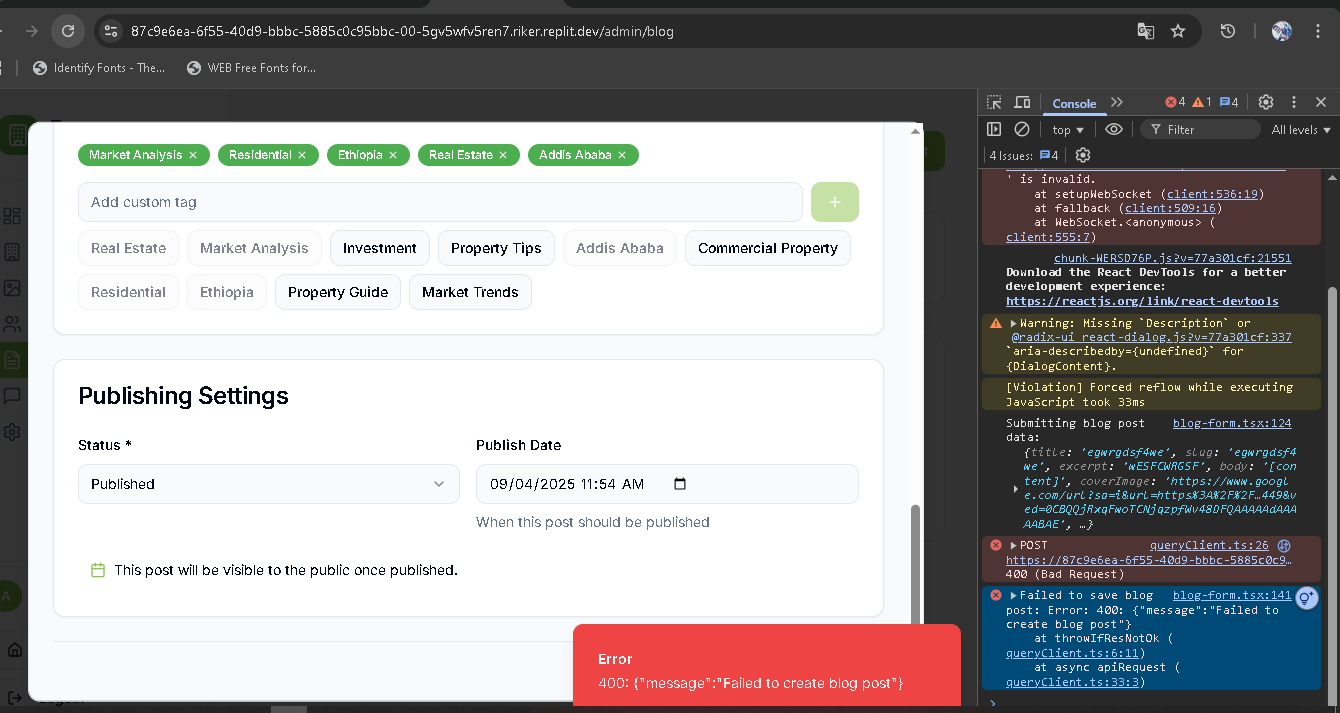 87c9e6ea-6f55-40d9-bbbc-5885c0c95bbc-00-5gv5wfv5ren7.riker.replit.dev/admin/blog
Identify Fonts - The...
WEB Free Fonts for...
Market Analysis ×
Residential ×
Ethiopia ×
Real Estate ×
Addis Ababa ×
Add custom tag
+
Real Estate
Market Analysis
Investment
Property Tips
Addis Ababa
Commercial Property
Residential
Ethiopia
Property Guide
Market Trends
Publishing Settings
Status *
Publish Date
Published
09/04/2025 11:54 AM
When this post should be published
This post will be visible to the public once published.
A
Error
400: {"message":"Failed to create blog post"}
Console
4
1
4
top
Filter
All levels
4 Issues: 4
' is invalid.
at setupWebSocket (client:536:19)
at fallback (client:509:16)
at WebSocket.<anonymous> (
client:555:7)
chunk-WERSD76P.js?v=77a301cf:21551
Download the React DevTools for a better
development experience:
https://reactjs.org/link/react-devtools
Warning: Missing `Description` or
@radix-ui_react-dialog.js?v=77a301cf:337
`aria-describedby={undefined}` for
{DialogContent}.
[Violation] Forced reflow while executing
JavaScript took 33ms
Submitting blog post blog-form.tsx:124
data:
{title: 'egwrgdsf4we', slug: 'egwrgdsf4
we', excerpt: 'wESFCWRGSF', body: '[con
tent]', coverImage: 'https://www.googl
e.com/url?sa=i&url=https%3A%2F%2F…449&v
ed=0CBQQjRxqFwoTCNjqzpfWv48DFQAAAAAdAAA
AABAE', …}
POST queryClient.ts:26
https://87c9e6ea-6f55-40d9-bbbc-5885c0c9…
400 (Bad Request)
Failed to save blog blog-form.tsx:141
post: Error: 400: {"message":"Failed to
create blog post"}
at throwIfResNotOk (
queryClient.ts:6:11)
at async apiRequest (
queryClient.ts:33:3)